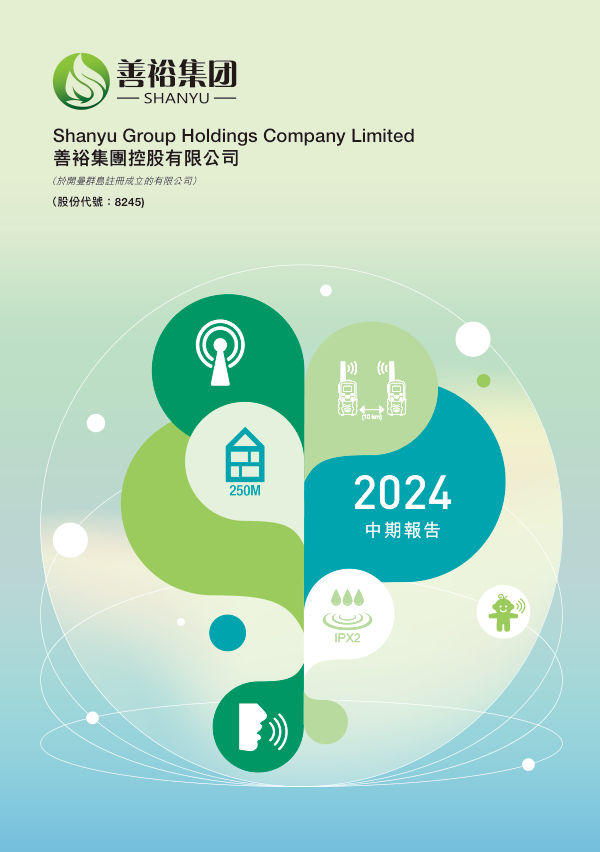 善裕集团
SHANYU
Shanyu Group Holdings Company Limited
善裕集團控股有限公司
（於開曼群島註冊成立的有限公司）
（股份代號：8245)
(10 km)
250M
2024
中期報告
IPX2